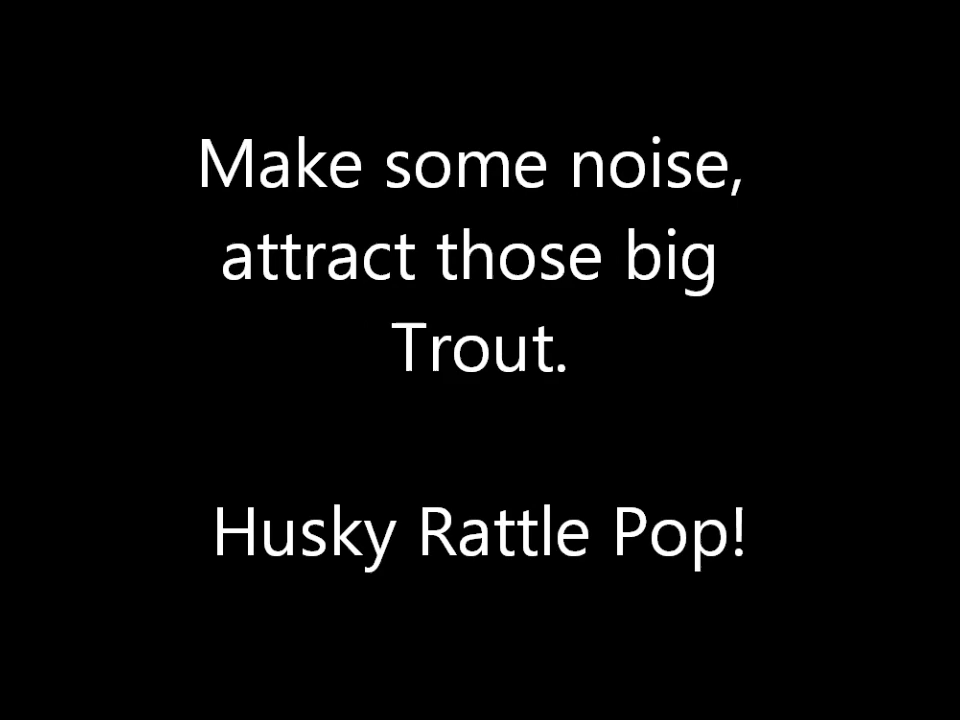 Make some noise,
attract those big
Trout.
Husky Rattle Pop!